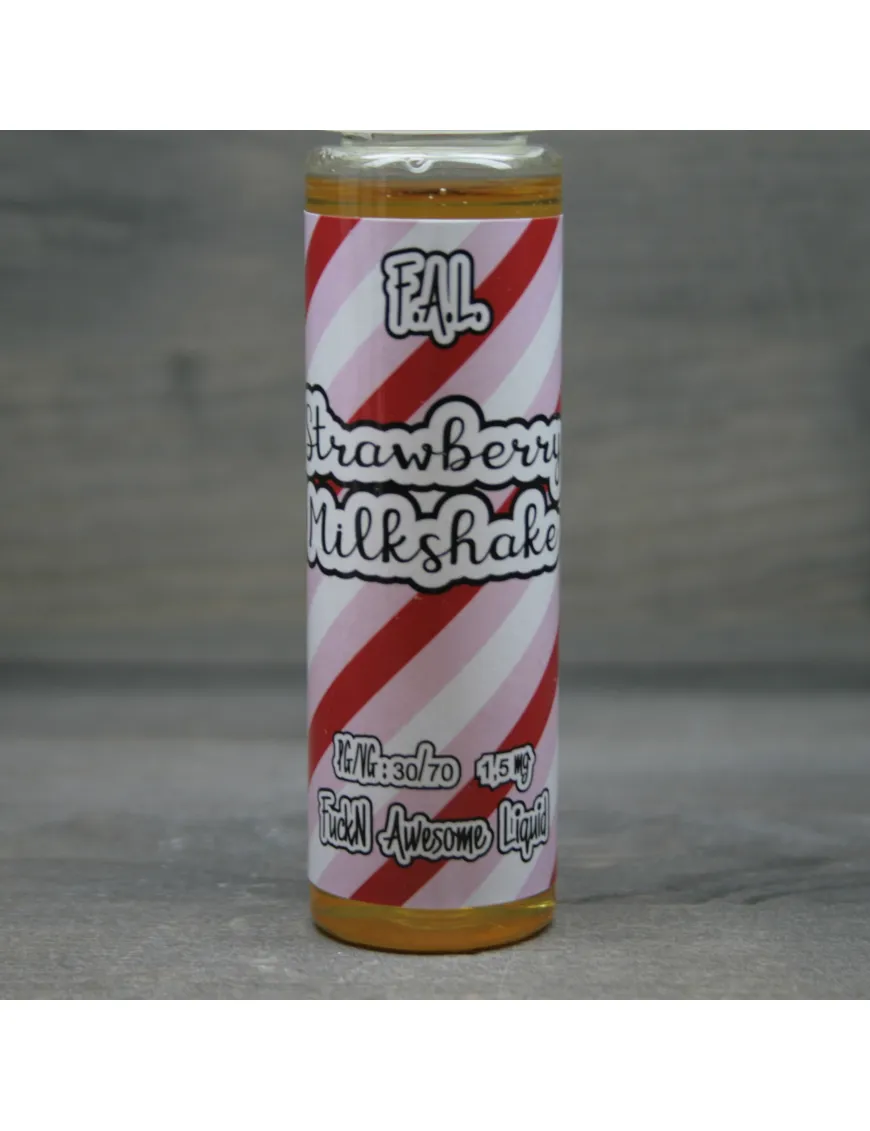 F.A.L.
Strawberry
Milkshake
PG/VG: 30/70 1,5 mg
FuckN Awesome Liquid